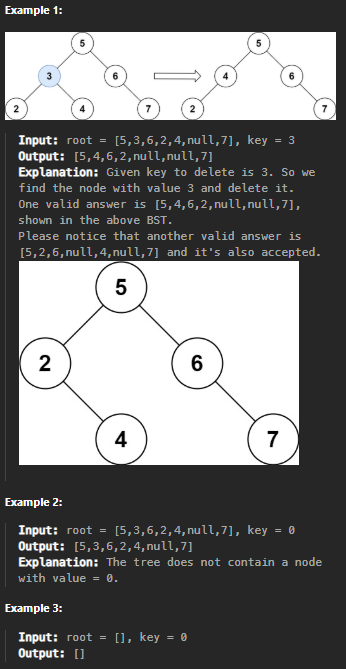 Example 1:
5 5
3 6 4 6
2 4 7 2 7
Input: root = [5,3,6,2,4,null,7], key = 3
Output: [5,4,6,2,null,null,7]
Explanation: Given key to delete is 3. So we
find the node with value 3 and delete it.
One valid answer is [5,4,6,2,null,null,7],
shown in the above BST.
Please notice that another valid answer is
[5,2,6,null,4,null,7] and it's also accepted.
5
2 6
4 7
Example 2:
Input: root = [5,3,6,2,4,null,7], key = 0
Output: [5,3,6,2,4,null,7]
Explanation: The tree does not contain a node
with value = 0.
Example 3:
Input: root = [], key = 0
Output: []